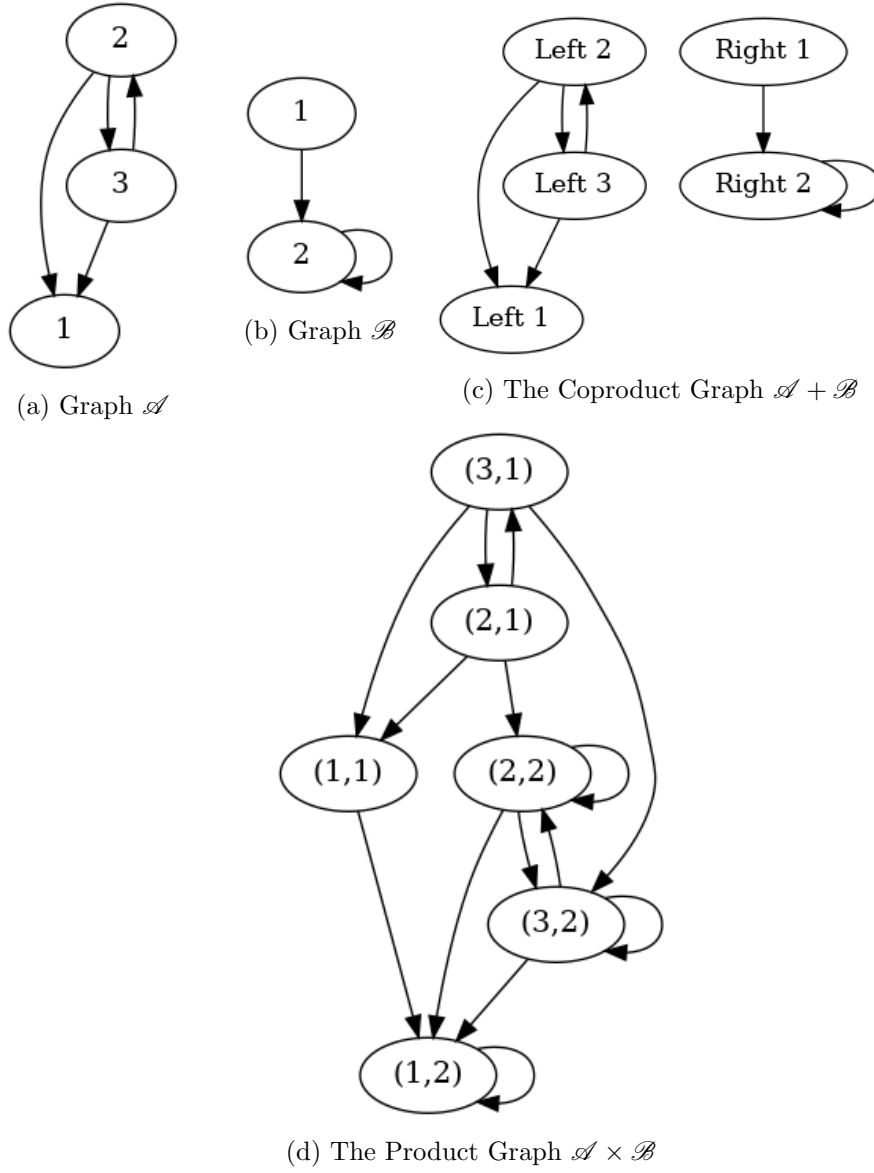 2
3
1
(a) Graph 𝒜
1
2
(b) Graph ℬ
Left 2
Right 1
Left 3
Right 2
Left 1
(c) The Coproduct Graph 𝒜 + ℬ
(3,1)
(2,1)
(1,1)
(2,2)
(3,2)
(1,2)
(d) The Product Graph 𝒜 × ℬ